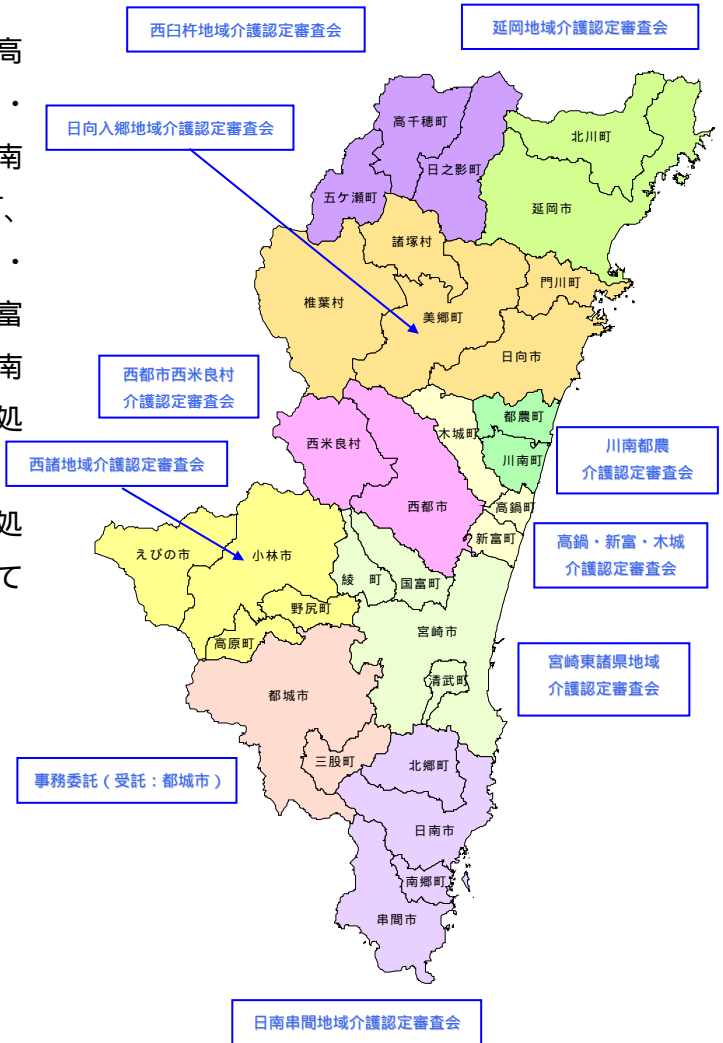 西臼杵地域介護認定審査会
延岡地域介護認定審査会
高
・
南
、
・
富
南
処
処
て
日向入郷地域介護認定審査会
高千穂町
日之影町
五ケ瀬町
北川町
延岡市
諸塚村
椎葉村
美郷町
門川町
日向市
西都市西米良村
介護認定審査会
西諸地域介護認定審査会
木城町
都農町
川南町
西米良村
西都市
高鍋町
新富町
川南都農
介護認定審査会
高鍋・新富・木城
介護認定審査会
えびの市
小林市
野尻町
高原町
綾 町
国富町
宮崎市
清武町
宮崎東諸県地域
介護認定審査会
都城市
三股町
事務委託(受託:都城市)
北郷町
日南市
南郷町
串間市
日南串間地域介護認定審査会